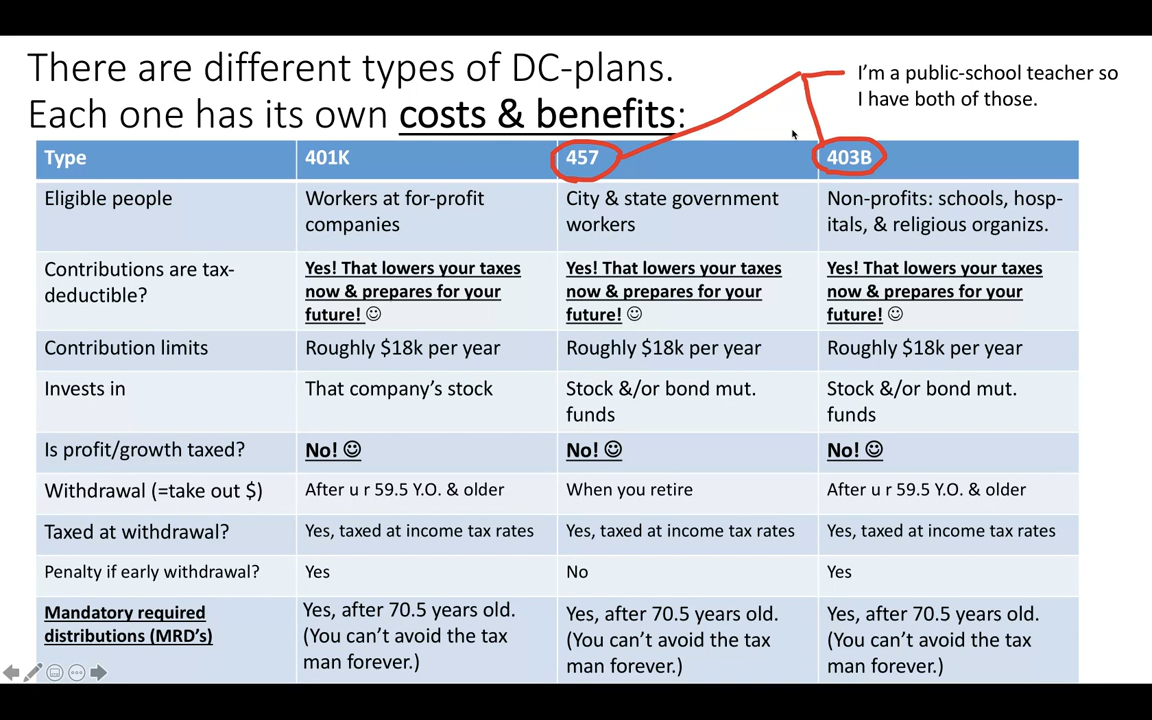 There are different types of DC-plans.
Each one has its own costs & benefits:
I'm a public-school teacher so
I have both of those.
Type
401K
457
403B
Eligible people
Workers at for-profit
companies
City & state government
workers
Non-profits: schools, hosp-
itals, & religious organizs.
Contributions are tax-
deductible?
Yes! That lowers your taxes
now & prepares for your
future! ☺
Yes! That lowers your taxes
now & prepares for your
future! ☺
Yes! That lowers your taxes
now & prepares for your
future! ☺
Contribution limits
Roughly $18k per year
Roughly $18k per year
Roughly $18k per year
Invests in
That company's stock
Stock &/or bond mut.
funds
Stock &/or bond mut.
funds
Is profit/growth taxed?
No! ☺
No! ☺
No! ☺
Withdrawal (=take out $)
After u r 59.5 Y.O. & older
When you retire
After u r 59.5 Y.O. & older
Taxed at withdrawal?
Yes, taxed at income tax rates
Yes, taxed at income tax rates
Yes, taxed at income tax rates
Penalty if early withdrawal?
Yes
No
Yes
Mandatory required
distributions (MRD's)
Yes, after 70.5 years old.
(You can't avoid the tax
man forever.)
Yes, after 70.5 years old.
(You can't avoid the tax
man forever.)
Yes, after 70.5 years old.
(You can't avoid the tax
man forever.)